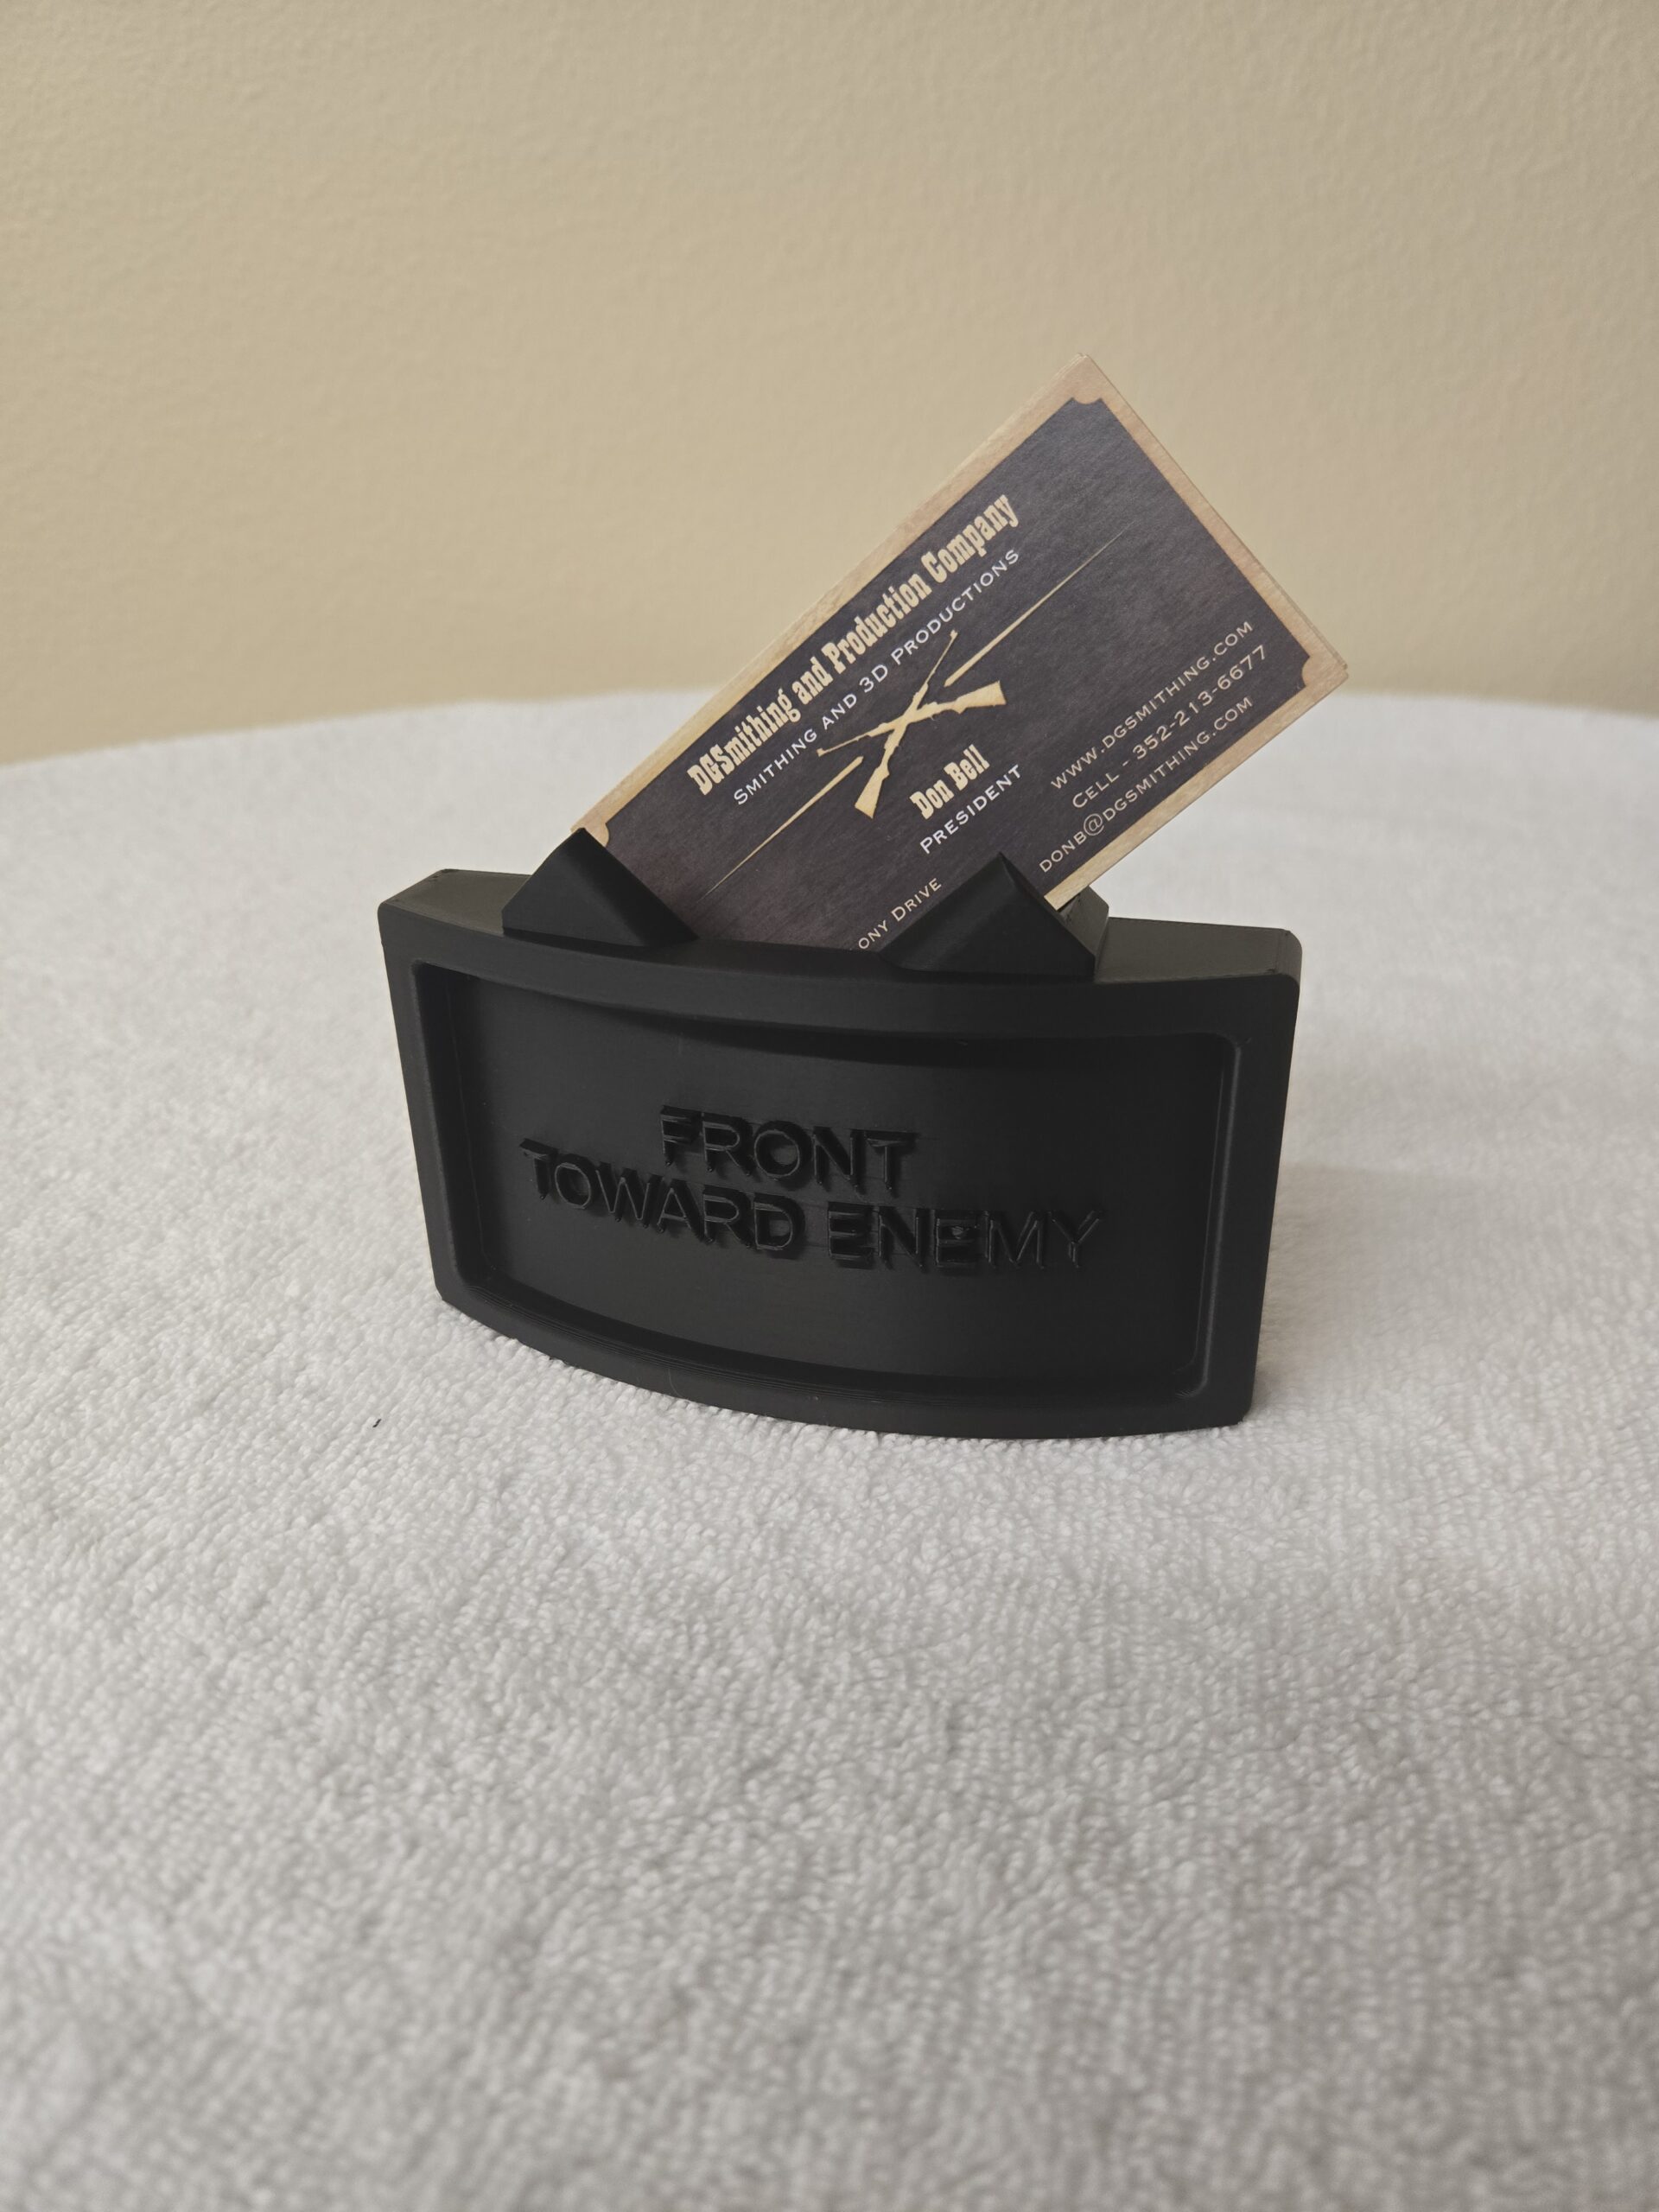 DGSmithing and Production Company
Smithing and 3D Productions
Don Bell
President
www.dgsmithing.com
Cell - 352-213-6677
donb@dgsmithing.com
Drive
FRONT
TOWARD ENEMY